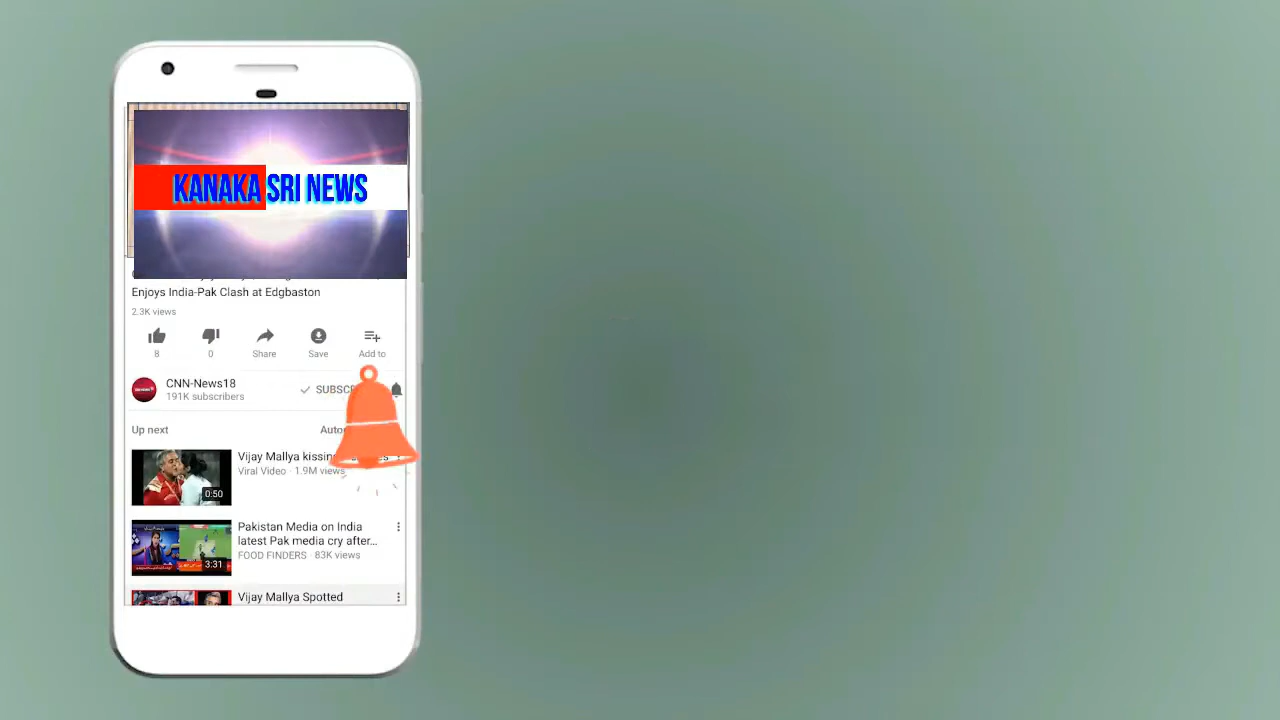 KANAKA SRI NEWS
Enjoys India-Pak Clash at Edgbaston
2.3K views
8
0
Share
Save
Add to
CNN-News18
191K subscribers
Up next
Vijay Mallya kissing
Viral Video · 1.9M views
0:50
Pakistan Media on India
latest Pak media cry after...
FOOD FINDERS · 83K views
3:31
Vijay Mallya Spotted